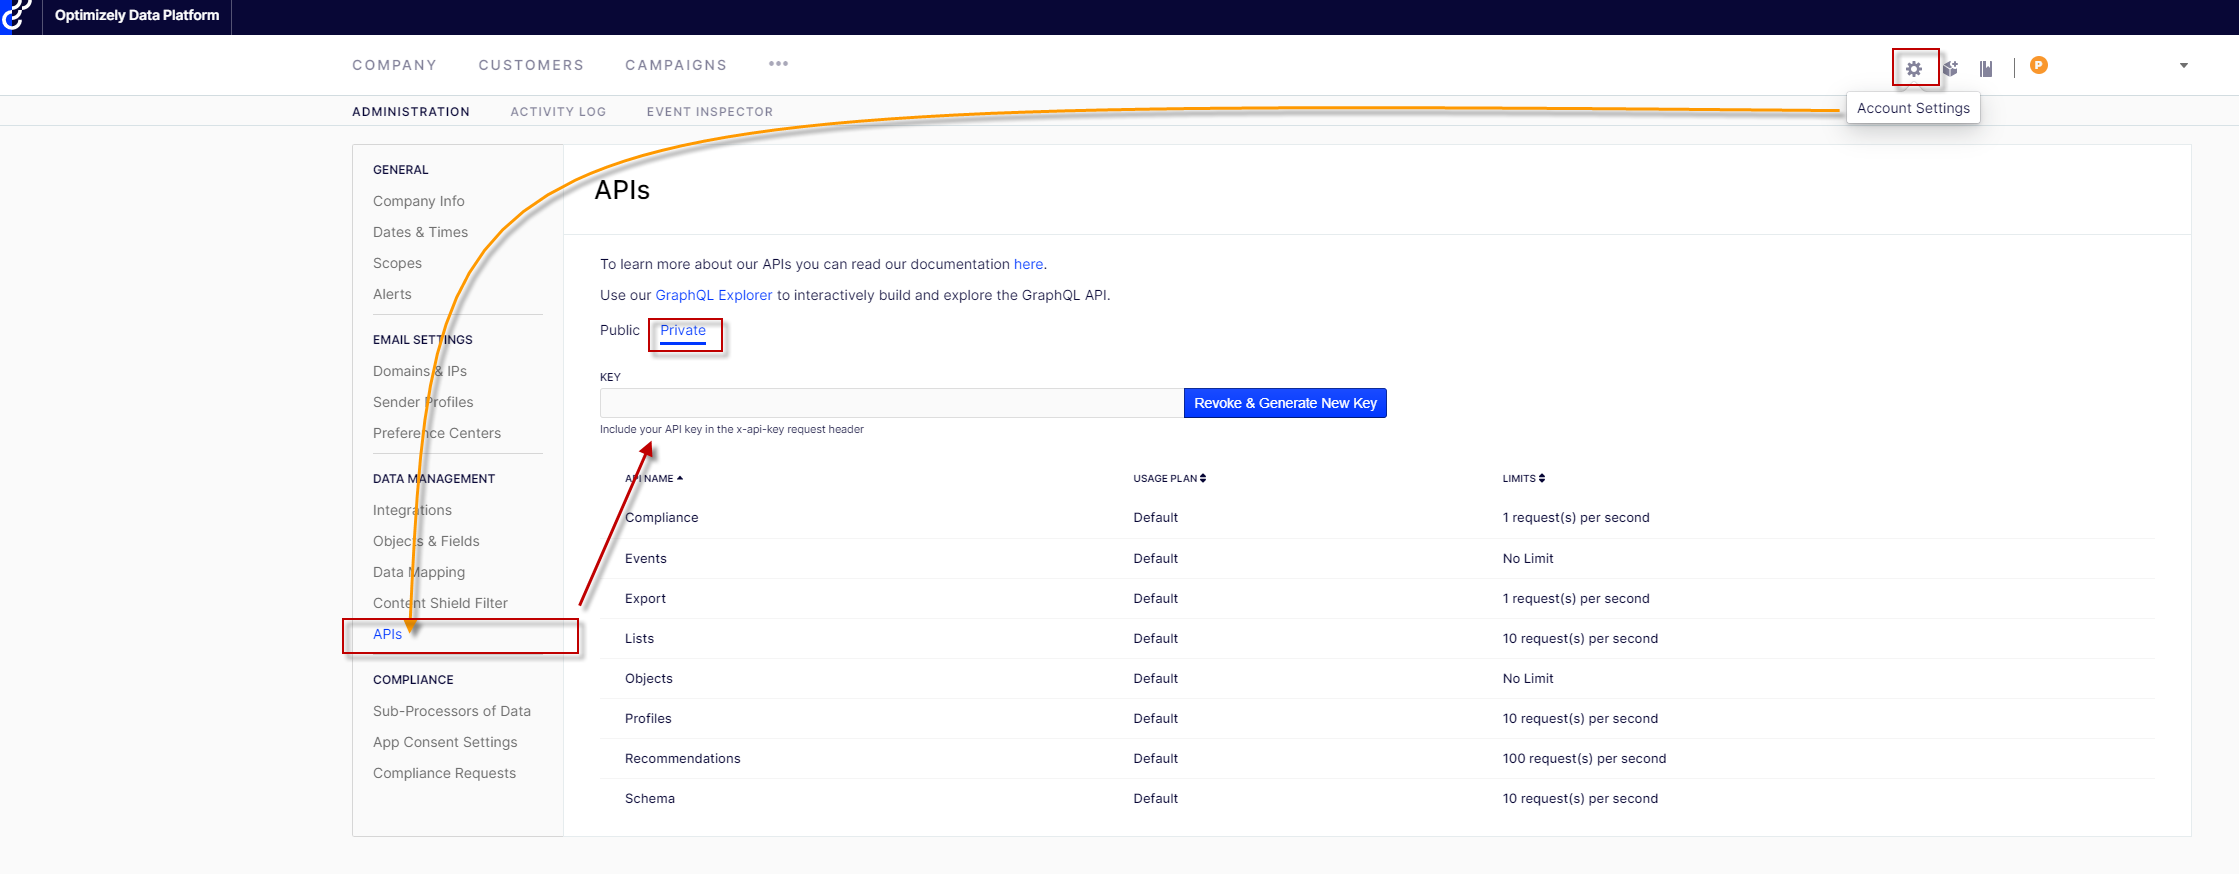 Optimizely Data Platform
COMPANY CUSTOMERS CAMPAIGNS •••
P
ADMINISTRATION ACTIVITY LOG EVENT INSPECTOR
Account Settings
GENERAL
Company Info
Dates & Times
Scopes
Alerts
EMAIL SETTINGS
Domains & IPs
Sender Profiles
Preference Centers
DATA MANAGEMENT
Integrations
Objects & Fields
Data Mapping
Content Shield Filter
APIs
COMPLIANCE
Sub-Processors of Data
App Consent Settings
Compliance Requests
APIs
To learn more about our APIs you can read our documentation here.
Use our GraphQL Explorer to interactively build and explore the GraphQL API.
Public Private
KEY
Revoke & Generate New Key
Include your API key in the x-api-key request header
API NAME USAGE PLAN LIMITS
Compliance Default 1 request(s) per second
Events Default No Limit
Export Default 1 request(s) per second
Lists Default 10 request(s) per second
Objects Default No Limit
Profiles Default 10 request(s) per second
Recommendations Default 100 request(s) per second
Schema Default 10 request(s) per second